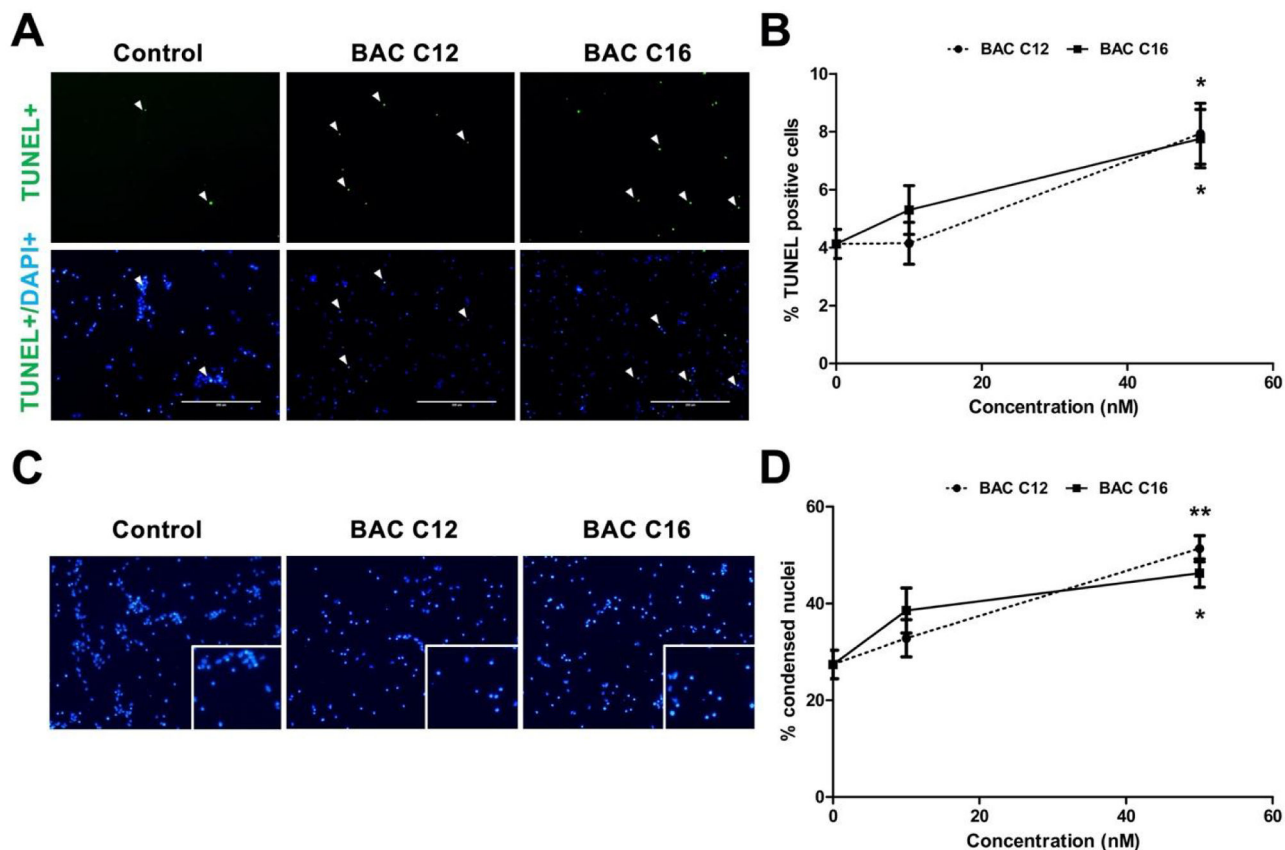 A
Control BAC C12 BAC C16
TUNEL+
TUNEL+/DAPI+
B
BAC C12 BAC C16
10
8
6
4
2
0
* *
% TUNEL positive cells
0 20 40 60
Concentration (nM)
C
Control BAC C12 BAC C16
D
BAC C12 BAC C16
60
40
20
0
** *
% condensed nuclei
0 20 40 60
Concentration (nM)